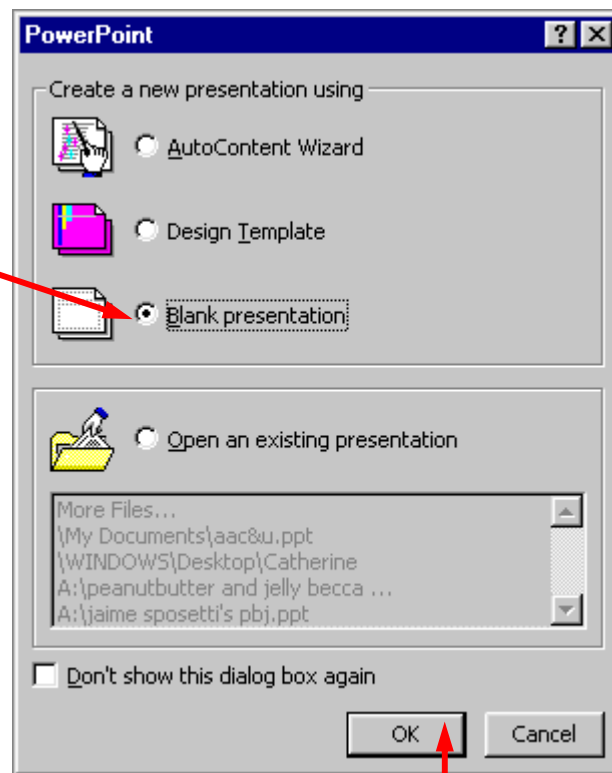 PowerPoint
Create a new presentation using
AutoContent Wizard
Design Template
Blank presentation
Open an existing presentation
More Files...
\My Documents\aac&u.ppt
\WINDOWS\Desktop\Catherine
A:\peanutbutter and jelly becca ...
A:\jaime sposetti's pbj.ppt
Don't show this dialog box again
OK Cancel